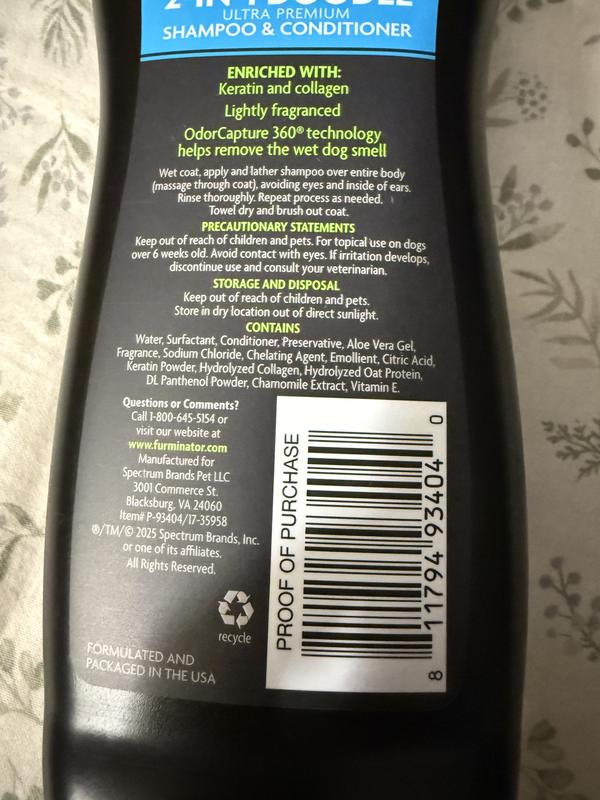 2-IN-1 DOODLE
ULTRA PREMIUM
SHAMPOO & CONDITIONER
ENRICHED WITH:
Keratin and collagen
Lightly fragranced
OdorCapture 360® technology
helps remove the wet dog smell
Wet coat, apply and lather shampoo over entire body
(massage through coat), avoiding eyes and inside of ears.
Rinse thoroughly. Repeat process as needed.
Towel dry and brush out coat.
PRECAUTIONARY STATEMENTS
Keep out of reach of children and pets. For topical use on dogs
over 6 weeks old. Avoid contact with eyes. If irritation develops,
discontinue use and consult your veterinarian.
STORAGE AND DISPOSAL
Keep out of reach of children and pets.
Store in dry location out of direct sunlight.
CONTAINS
Water, Surfactant, Conditioner, Preservative, Aloe Vera Gel,
Fragrance, Sodium Chloride, Chelating Agent, Emollient, Citric Acid,
Keratin Powder, Hydrolyzed Collagen, Hydrolyzed Oat Protein,
DL Panthenol Powder, Chamomile Extract, Vitamin E.
Questions or Comments?
Call 1-800-645-5154 or
visit our website at
www.furminator.com
Manufactured for
Spectrum Brands Pet LLC
3001 Commerce St.
Blacksburg, VA 24060
Item# P-93404/17-35958
®/TM/© 2025 Spectrum Brands, Inc.
or one of its affiliates.
All Rights Reserved.
recycle
FORMULATED AND
PACKAGED IN THE USA
PROOF OF PURCHASE
8 11794 93404 0